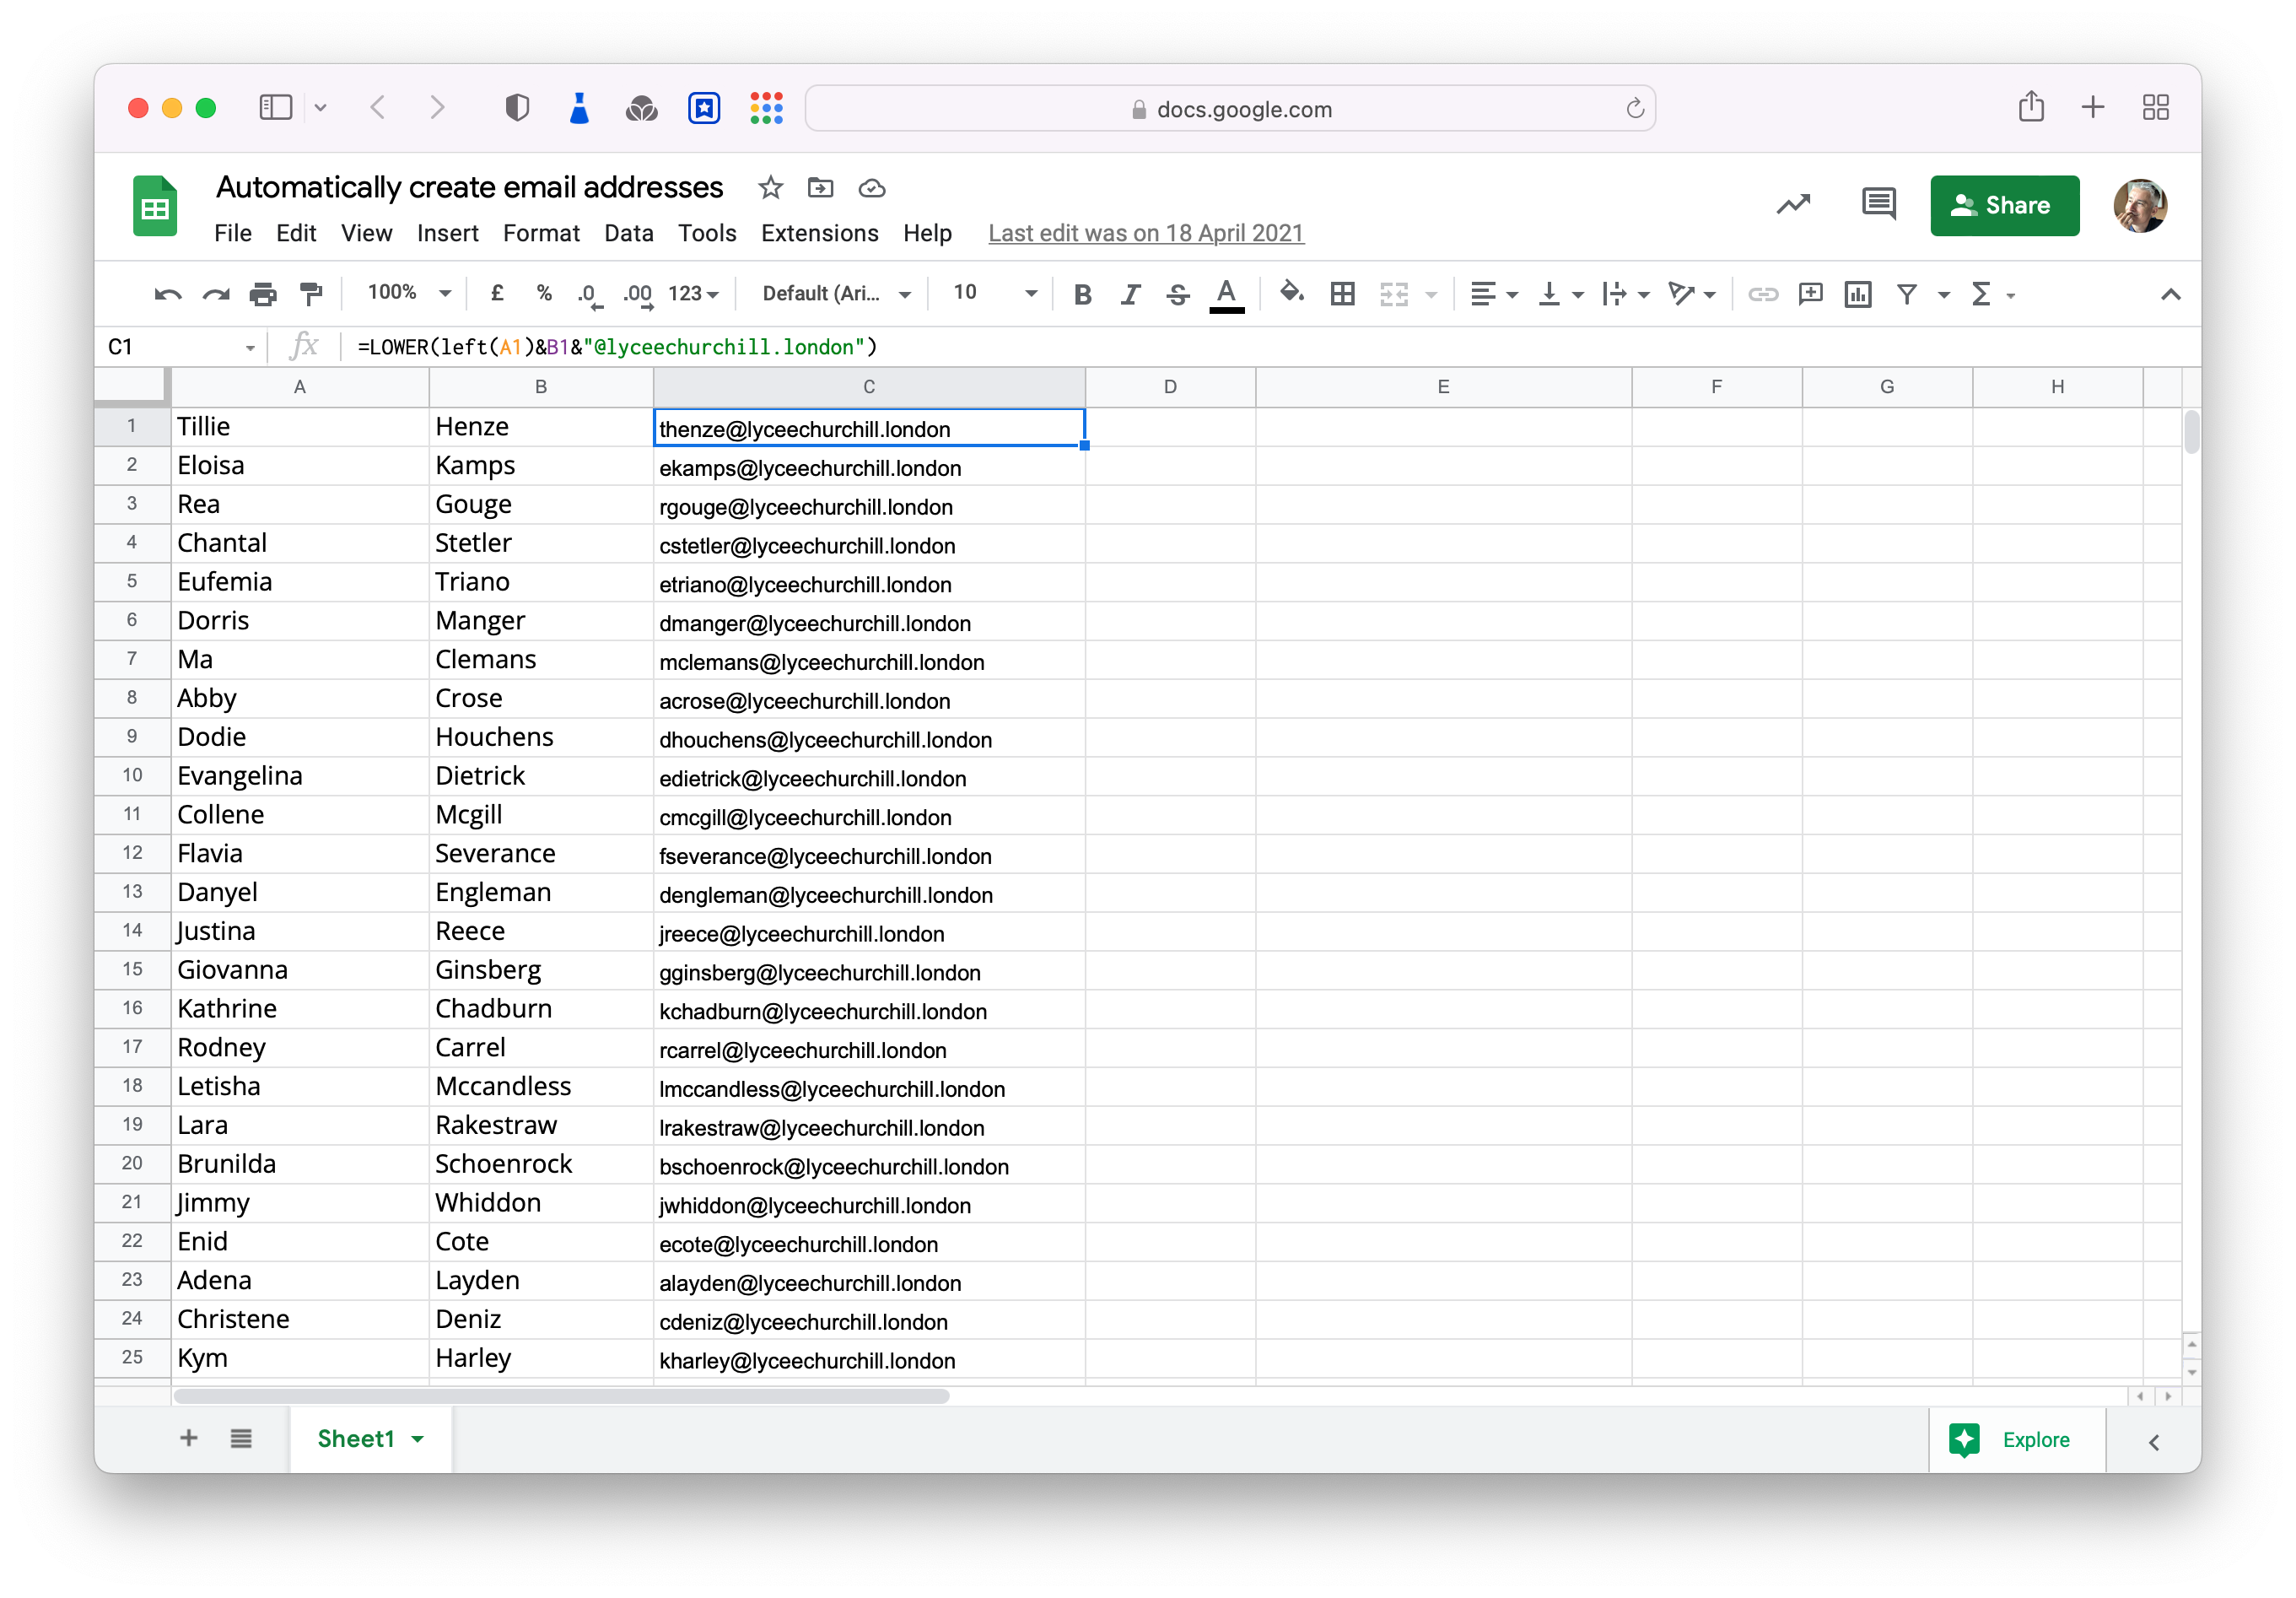 docs.google.com
Automatically create email addresses
File Edit View Insert Format Data Tools Extensions Help Last edit was on 18 April 2021
Share
100% £ % .0 .00 123 Default (Ari... 10 B I S A Σ
C1 fx =LOWER(left(A1)&B1&"@lyceechurchill.london")
A B C D E F G H
1 Tillie Henze thenze@lyceechurchill.london
2 Eloisa Kamps ekamps@lyceechurchill.london
3 Rea Gouge rgouge@lyceechurchill.london
4 Chantal Stetler cstetler@lyceechurchill.london
5 Eufemia Triano etriano@lyceechurchill.london
6 Dorris Manger dmanger@lyceechurchill.london
7 Ma Clemans mclemans@lyceechurchill.london
8 Abby Crose acrose@lyceechurchill.london
9 Dodie Houchens dhouchens@lyceechurchill.london
10 Evangelina Dietrick edietrick@lyceechurchill.london
11 Collene Mcgill cmcgill@lyceechurchill.london
12 Flavia Severance fseverance@lyceechurchill.london
13 Danyel Engleman dengleman@lyceechurchill.london
14 Justina Reece jreece@lyceechurchill.london
15 Giovanna Ginsberg gginsberg@lyceechurchill.london
16 Kathrine Chadburn kchadburn@lyceechurchill.london
17 Rodney Carrel rcarrel@lyceechurchill.london
18 Letisha Mccandless lmccandless@lyceechurchill.london
19 Lara Rakestraw lrakestraw@lyceechurchill.london
20 Brunilda Schoenrock bschoenrock@lyceechurchill.london
21 Jimmy Whiddon jwhiddon@lyceechurchill.london
22 Enid Cote ecote@lyceechurchill.london
23 Adena Layden alayden@lyceechurchill.london
24 Christene Deniz cdeniz@lyceechurchill.london
25 Kym Harley kharley@lyceechurchill.london
Sheet1 Explore